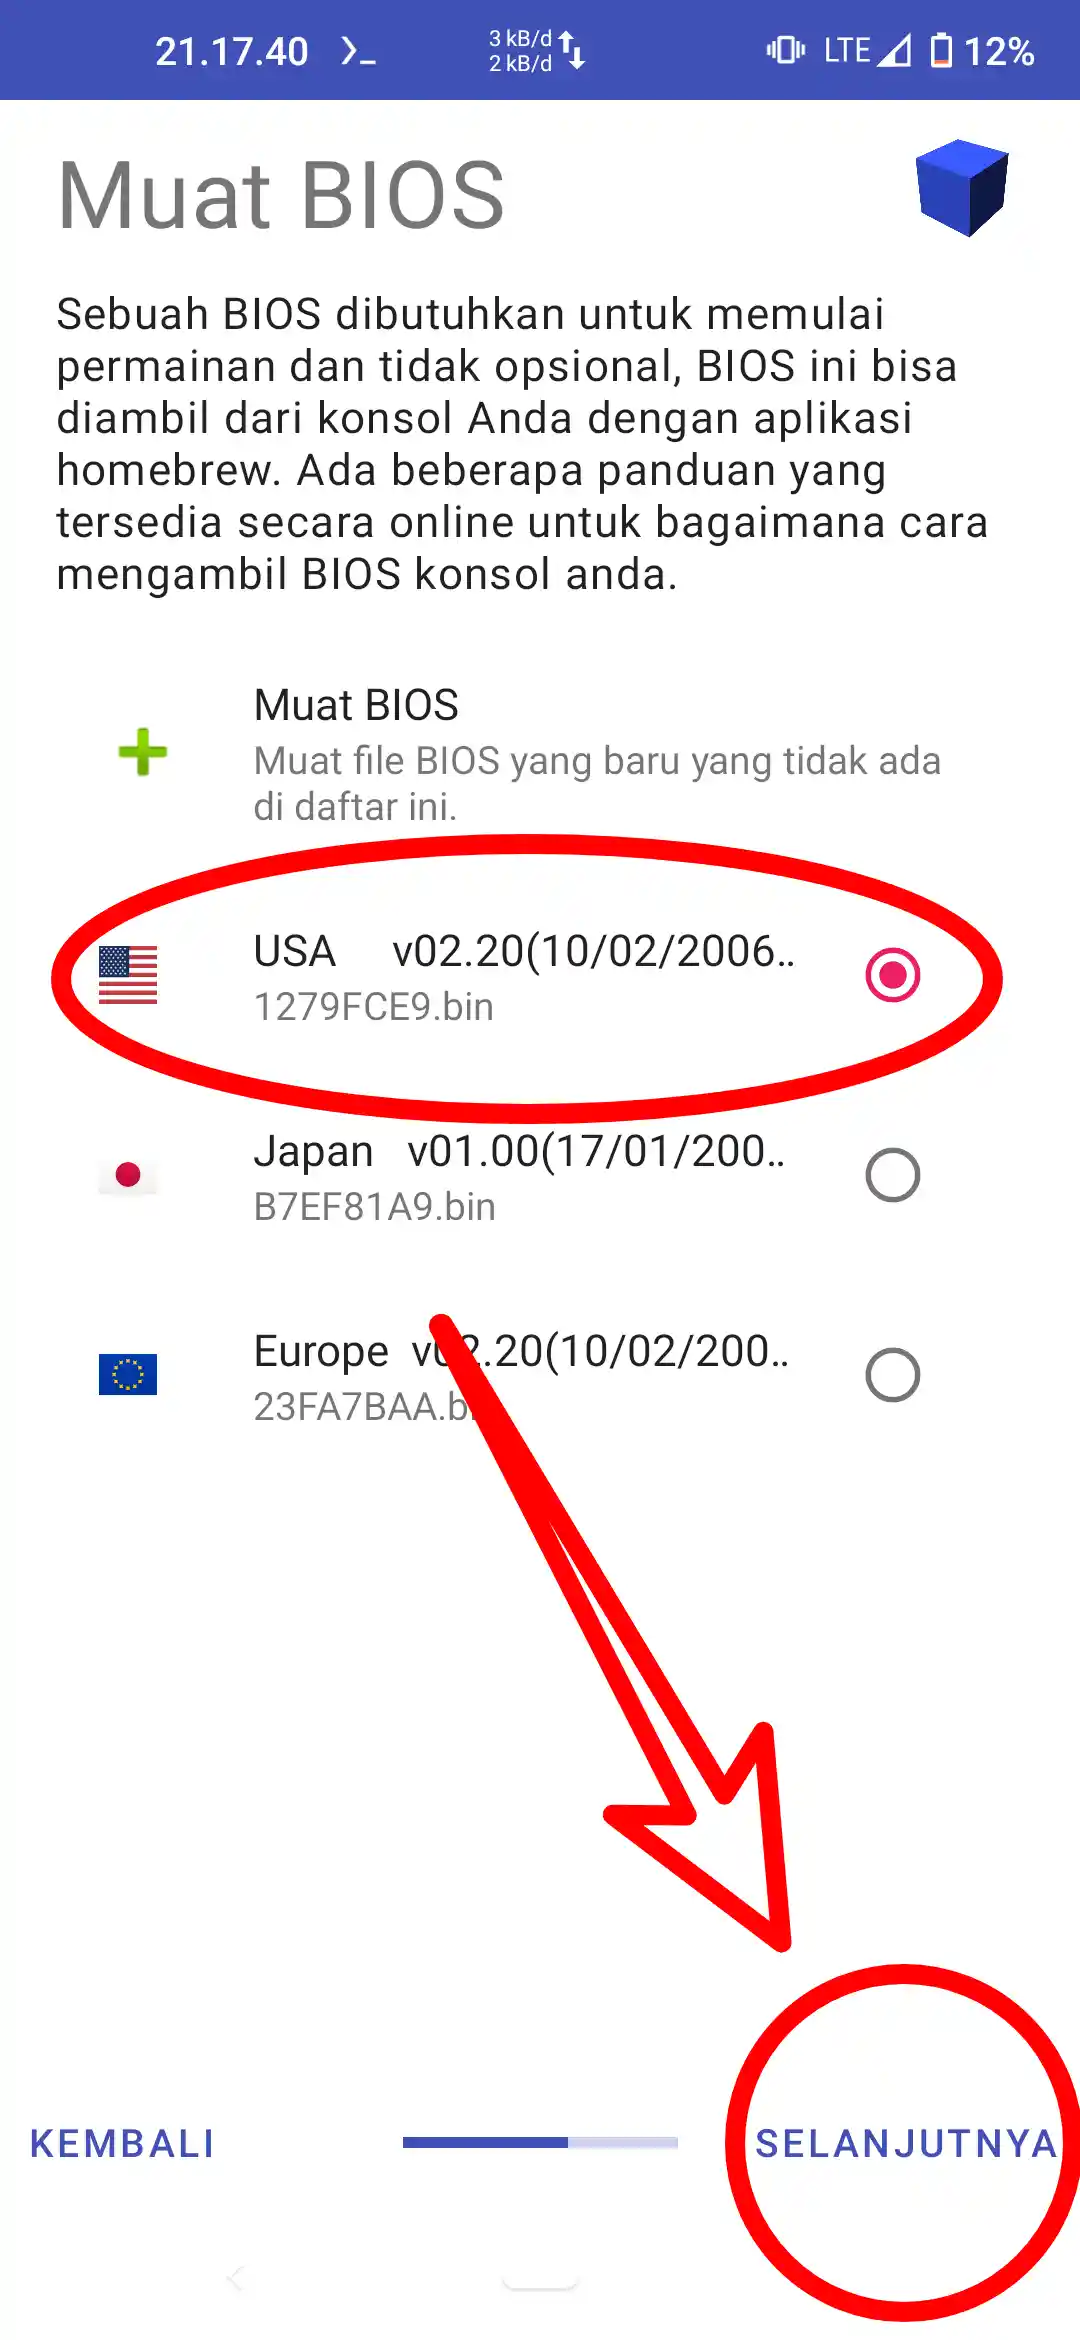 21.17.40
3 kB/d
2 kB/d
LTE
12%
Muat BIOS
Sebuah BIOS dibutuhkan untuk memulai
permainan dan tidak opsional, BIOS ini bisa
diambil dari konsol Anda dengan aplikasi
homebrew. Ada beberapa panduan yang
tersedia secara online untuk bagaimana cara
mengambil BIOS konsol anda.
Muat BIOS
Muat file BIOS yang baru yang tidak ada
di daftar ini.
USA v02.20(10/02/2006..
1279FCE9.bin
Japan v01.00(17/01/200..
B7EF81A9.bin
Europe v02.20(10/02/200..
23FA7BAA.bin
KEMBALI
SELANJUTNYA